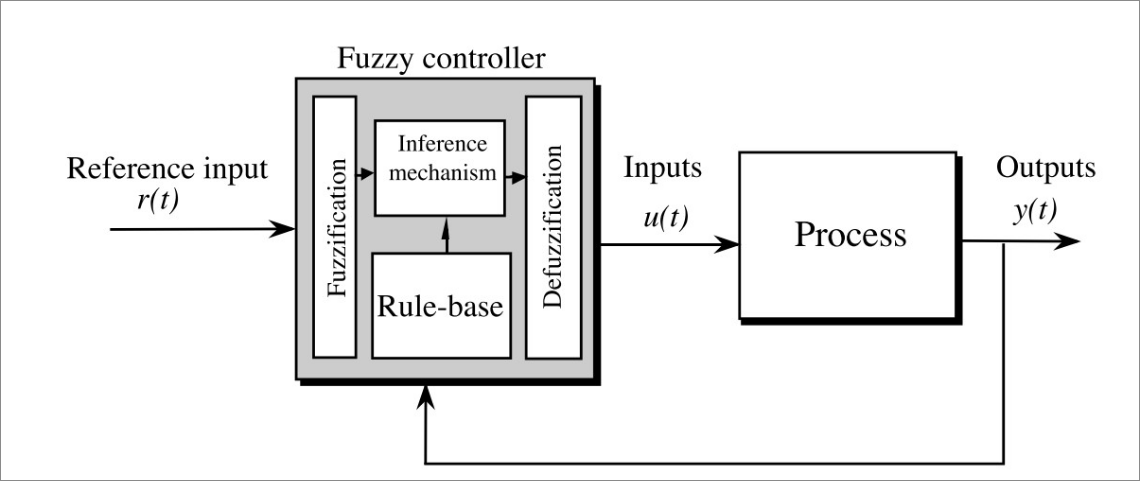 Fuzzy controller
Reference input
r(t)
Fuzzification
Inference
mechanism
Rule-base
Defuzzification
Inputs
u(t)
Process
Outputs
y(t)